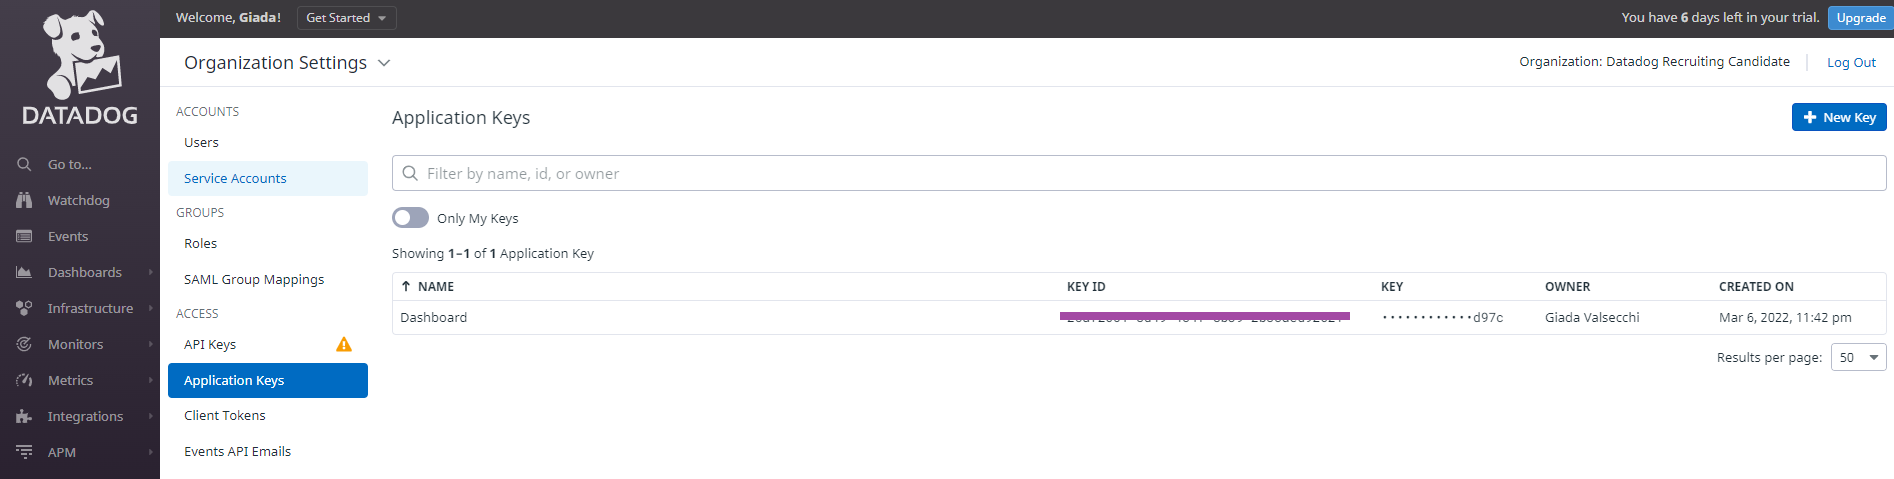 Welcome, Giada! Get Started
You have 6 days left in your trial. Upgrade
DATADOG
Go to...
Watchdog
Events
Dashboards
Infrastructure
Monitors
Metrics
Integrations
APM
Organization Settings
Organization: Datadog Recruiting Candidate Log Out
ACCOUNTS
Users
Service Accounts
GROUPS
Roles
SAML Group Mappings
ACCESS
API Keys
Application Keys
Client Tokens
Events API Emails
Application Keys
+ New Key
Filter by name, id, or owner
Only My Keys
Showing 1–1 of 1 Application Key
↑ NAME KEY ID KEY OWNER CREATED ON
Dashboard ••••••••••••d97c Giada Valsecchi Mar 6, 2022, 11:42 pm
Results per page: 50